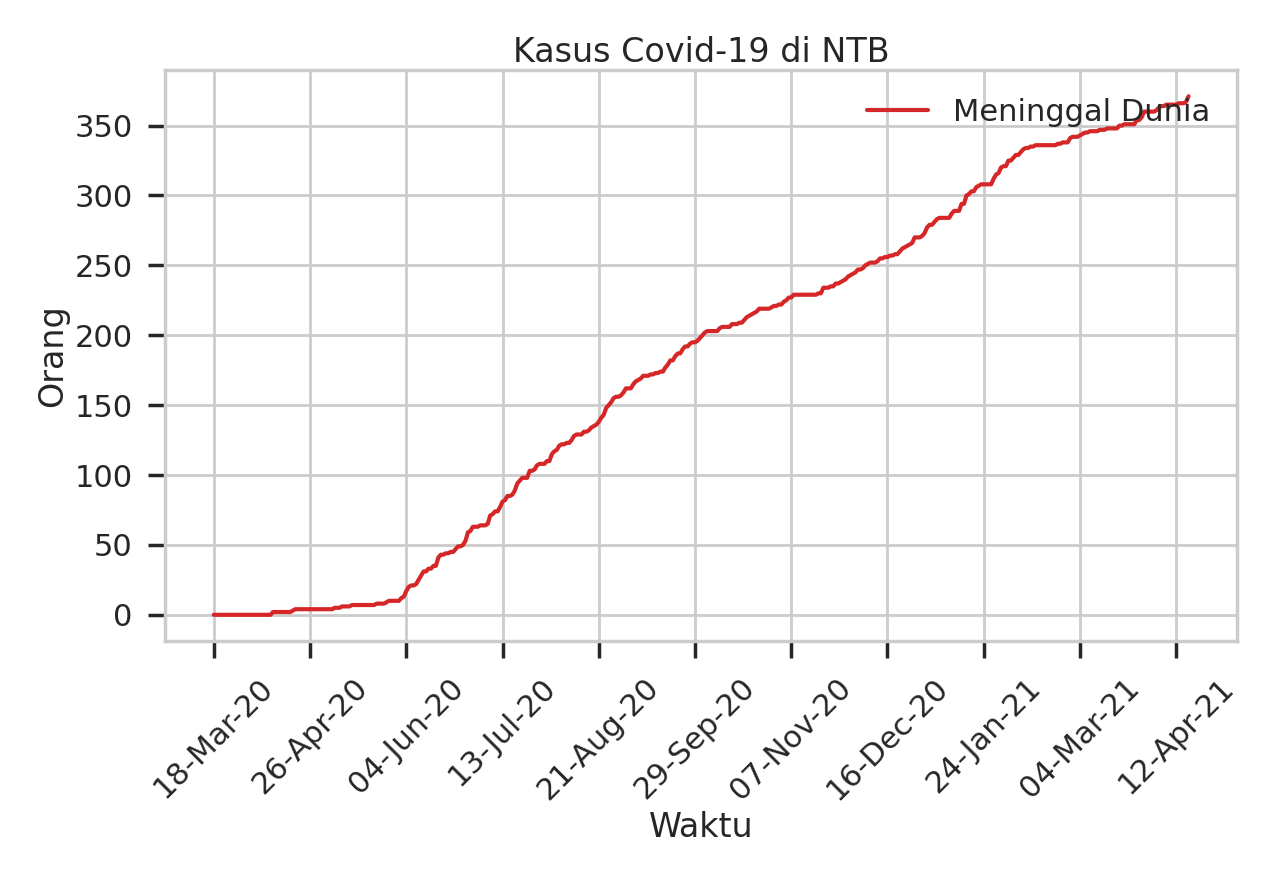 Kasus Covid-19 di NTB
Meninggal Dunia
Orang
350
300
250
200
150
100
50
0
18-Mar-20
26-Apr-20
04-Jun-20
13-Jul-20
21-Aug-20
29-Sep-20
07-Nov-20
16-Dec-20
24-Jan-21
04-Mar-21
12-Apr-21
Waktu